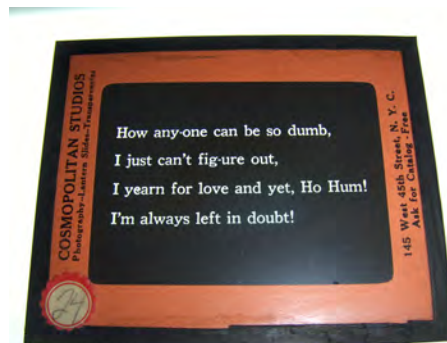 COSMOPOLITAN STUDIOS
Photography-Lantern Slides-Transparencies
How any-one can be so dumb,
I just can't fig-ure out,
I yearn for love and yet, Ho Hum!
I'm always left in doubt!
145 West 45th Street, N. Y. C.
Ask for Catalog - Free
24